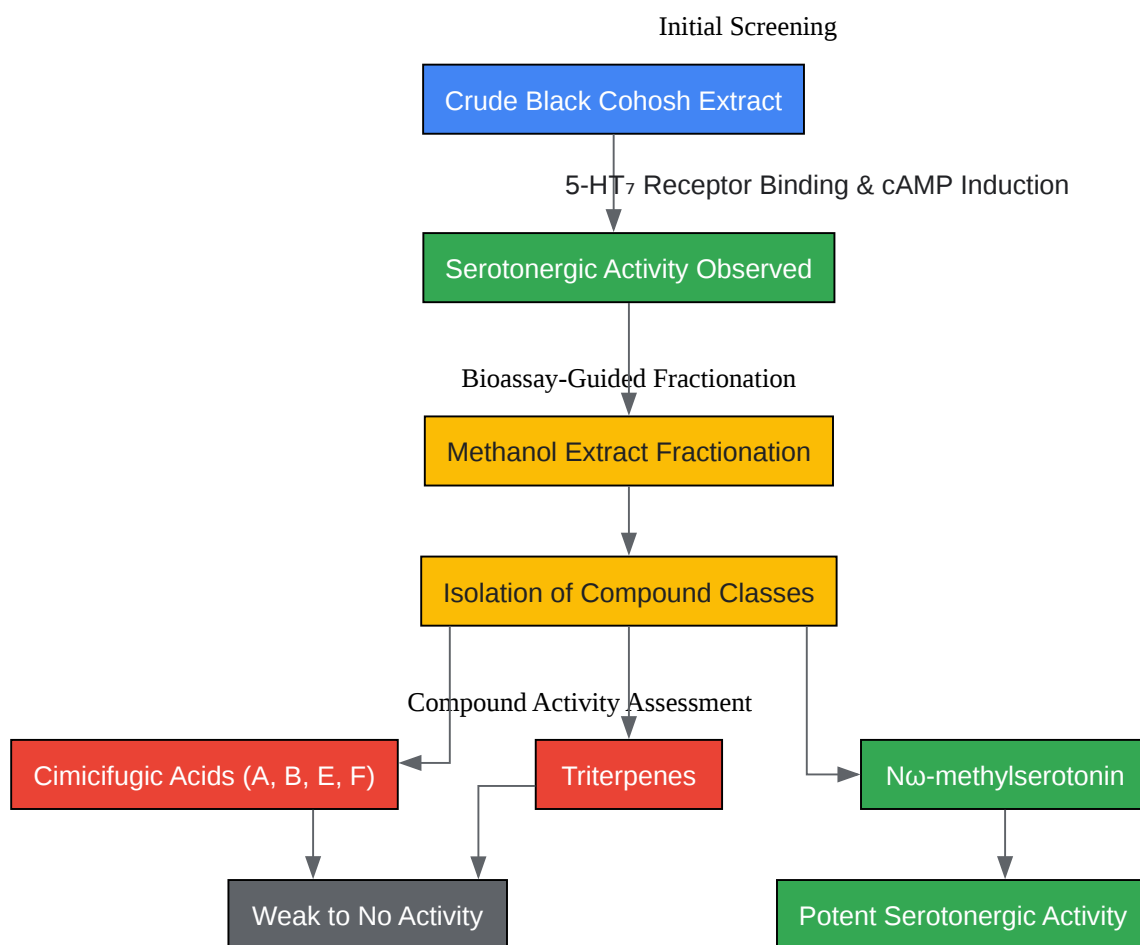 Initial Screening
Crude Black Cohosh Extract
5-HT₇ Receptor Binding & cAMP Induction
Serotonergic Activity Observed
Bioassay-Guided Fractionation
Methanol Extract Fractionation
Isolation of Compound Classes
Compound Activity Assessment
Cimicifugic Acids (A, B, E, F)
Triterpenes
Nω-methylserotonin
Weak to No Activity
Potent Serotonergic Activity